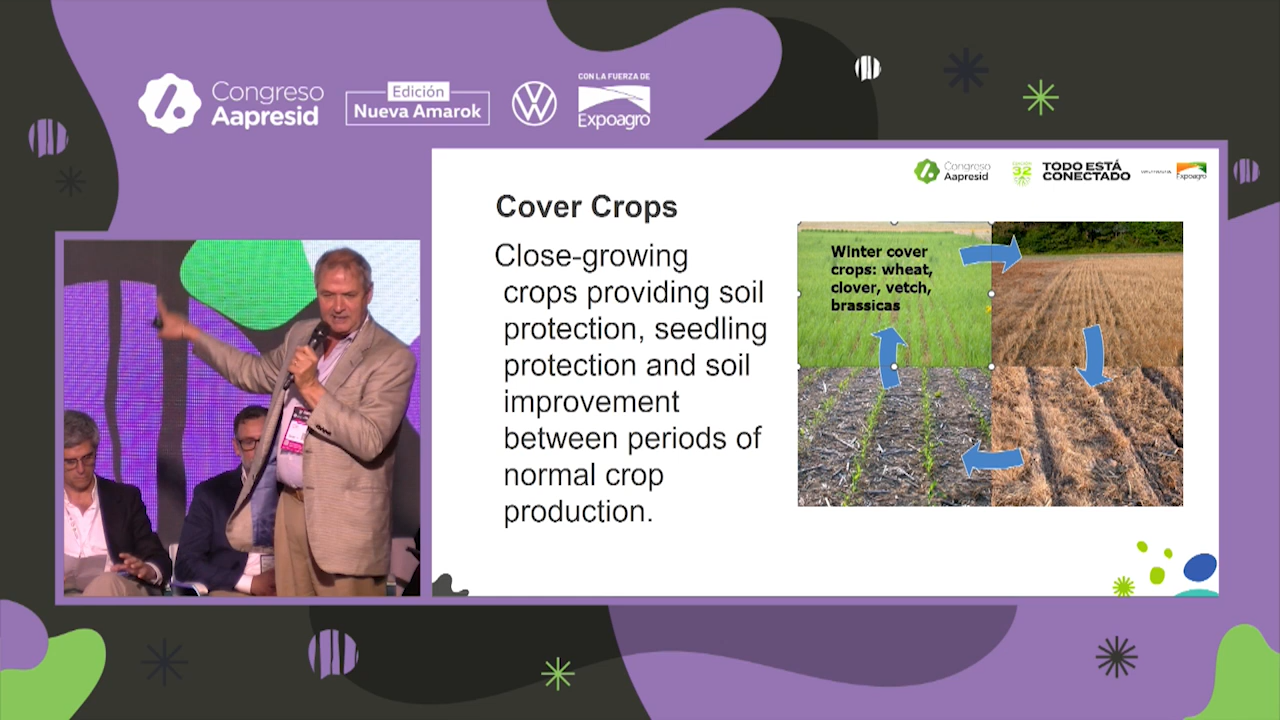 Congreso
Aapresid
Edición
Nueva Amarok
CON LA FUERZA DE
Expoagro
Congreso
Aapresid
EDICIÓN
32
TODO ESTÁ
CONECTADO
Expoagro
Cover Crops
Close-growing
crops providing soil
protection, seedling
protection and soil
improvement
between periods of
normal crop
production.
Winter cover
crops: wheat,
clover, vetch,
brassicas